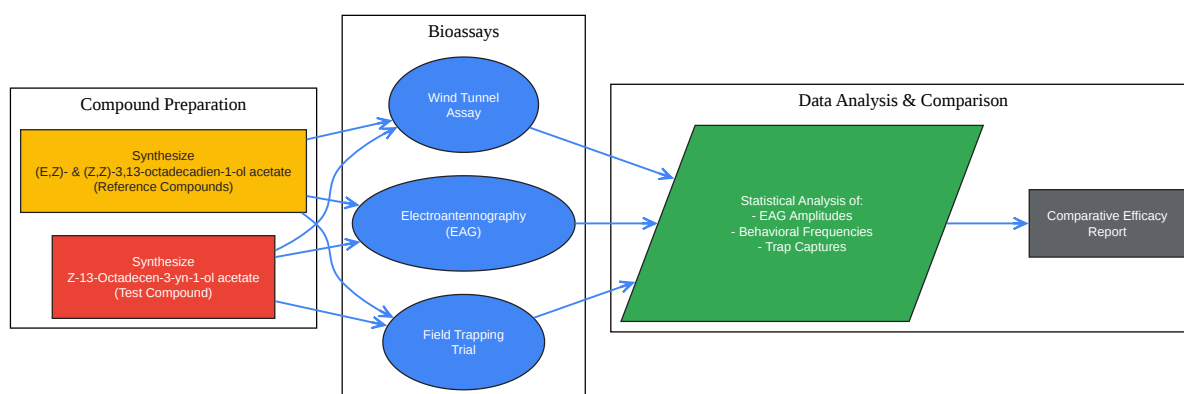 Compound Preparation
Synthesize
(E,Z)- & (Z,Z)-3,13-octadecadien-1-ol acetate
(Reference Compounds)
Synthesize
Z-13-Octadecen-3-yn-1-ol acetate
(Test Compound)
Bioassays
Wind Tunnel
Assay
Electroantennography
(EAG)
Field Trapping
Trial
Data Analysis & Comparison
Statistical Analysis of:
- EAG Amplitudes
- Behavioral Frequencies
- Trap Captures
Comparative Efficacy
Report